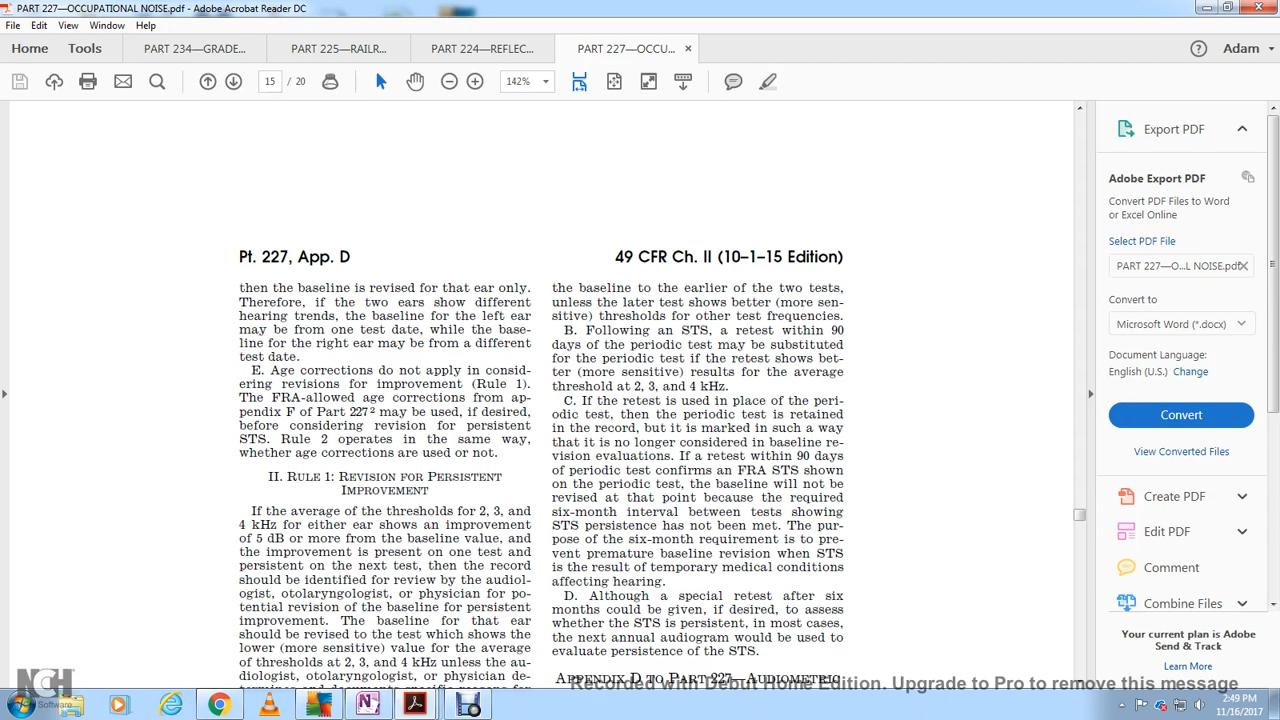 PART 227—OCCUPATIONAL NOISE.pdf - Adobe Acrobat Reader DC
File Edit View Window Help
Home Tools PART 234—GRADE... PART 225—RAILR... PART 224—REFLEC... PART 227—OCCU... × Adam
15 / 20 142%
Pt. 227, App. D
then the baseline is revised for that ear only.
Therefore, if the two ears show different
hearing trends, the baseline for the left ear
may be from one test date, while the base-
line for the right ear may be from a different
test date.
E. Age corrections do not apply in consid-
ering revisions for improvement (Rule 1).
The FRA-allowed age corrections from ap-
pendix F of Part 227 2 may be used, if desired,
before considering revision for persistent
STS. Rule 2 operates in the same way,
whether age corrections are used or not.
II. RULE 1: REVISION FOR PERSISTENT
IMPROVEMENT
If the average of the thresholds for 2, 3, and
4 kHz for either ear shows an improvement
of 5 dB or more from the baseline value, and
the improvement is present on one test and
persistent on the next test, then the record
should be identified for review by the audiol-
ogist, otolaryngologist, or physician for po-
tential revision of the baseline for persistent
improvement. The baseline for that ear
should be revised to the test which shows the
lower (more sensitive) value for the average
of thresholds at 2, 3, and 4 kHz unless the au-
diologist, otolaryngologist, or physician de-
49 CFR Ch. II (10–1–15 Edition)
the baseline to the earlier of the two tests,
unless the later test shows better (more sen-
sitive) thresholds for other test frequencies.
B. Following an STS, a retest within 90
days of the periodic test may be substituted
for the periodic test if the retest shows bet-
ter (more sensitive) results for the average
threshold at 2, 3, and 4 kHz.
C. If the retest is used in place of the peri-
odic test, then the periodic test is retained
in the record, but it is marked in such a way
that it is no longer considered in baseline re-
vision evaluations. If a retest within 90 days
of periodic test confirms an FRA STS shown
on the periodic test, the baseline will not be
revised at that point because the required
six-month interval between tests showing
STS persistence has not been met. The pur-
pose of the six-month requirement is to pre-
vent premature baseline revision when STS
is the result of temporary medical conditions
affecting hearing.
D. Although a special retest after six
months could be given, if desired, to assess
whether the STS is persistent, in most cases,
the next annual audiogram would be used to
evaluate persistence of the STS.
APPENDIX D TO PART 227—AUDIOMETRIC
Export PDF
Adobe Export PDF
Convert PDF Files to Word
or Excel Online
Select PDF File
PART 227—O...L NOISE.pdf ×
Convert to
Microsoft Word (*.docx)
Document Language:
English (U.S.) Change
Convert
View Converted Files
Create PDF
Edit PDF
Comment
Combine Files
Your current plan is Adobe
Send & Track
Learn More
Recorded with Debut Home Edition. Upgrade to Pro to remove this message
NCH
Software
2:49 PM
11/16/2017